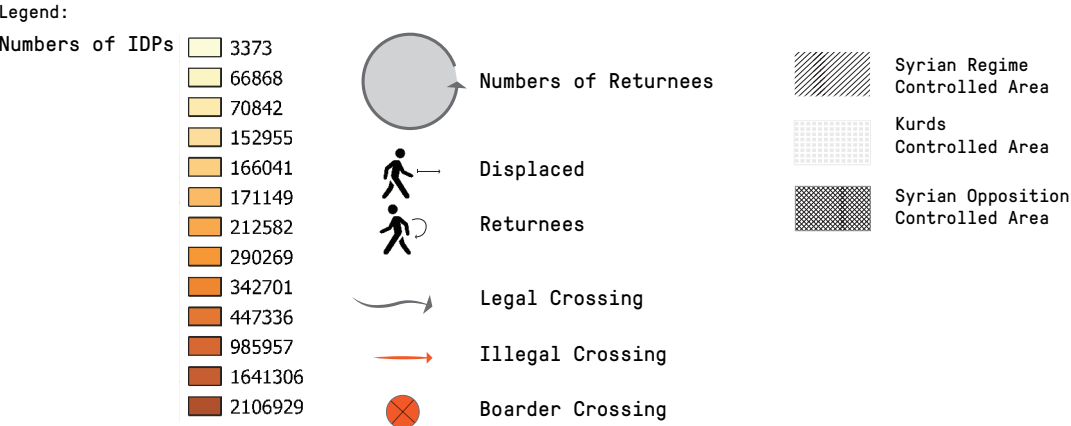 Legend:
Numbers of IDPs
3373
66868
70842
152955
166041
171149
212582
290269
342701
447336
985957
1641306
2106929
Numbers of Returnees
Displaced
Returnees
Legal Crossing
Illegal Crossing
Boarder Crossing
Syrian Regime
Controlled Area
Kurds
Controlled Area
Syrian Opposition
Controlled Area